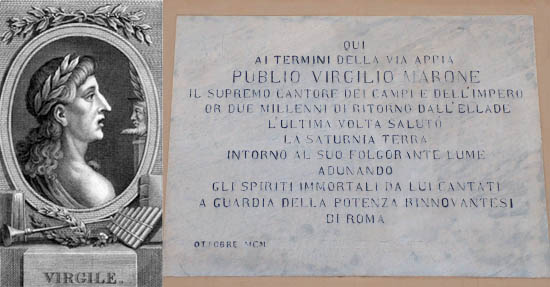 VIRGILE.
QUI
AI TERMINI DELLA VIA APPIA
PUBLIO VIRGILIO MARONE
IL SUPREMO CANTORE DEI CAMPI E DELL'IMPERO
OR DUE MILLENNI DI RITORNO DALL'ELLADE
L'ULTIMA VOLTA SALUTÒ
LA SATURNIA TERRA
INTORNO AL SUO FOLGORANTE LUME
ADUNANDO
GLI SPIRITI IMMORTALI DA LUI CANTATI
A GUARDIA DELLA POTENZA RINNOVANTESI
DI ROMA
OTTOBRE MCM